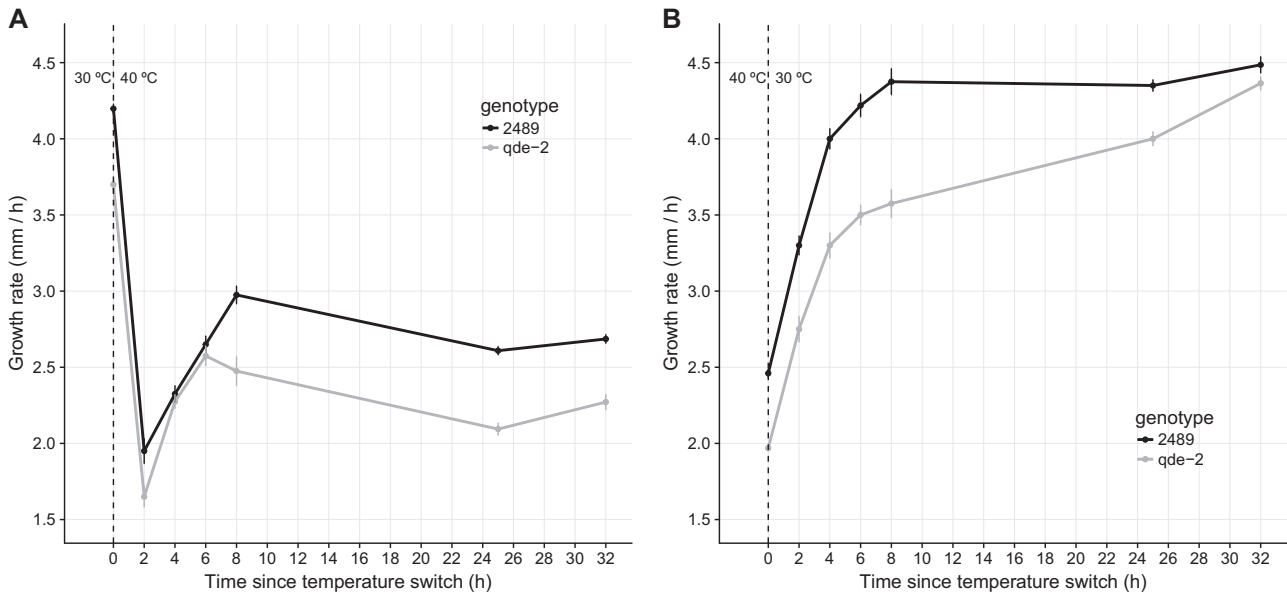 A
30 ºC 40 ºC
genotype
2489
qde−2
Growth rate (mm / h)
4.5
4.0
3.5
3.0
2.5
2.0
1.5
0 2 4 6 8 10 12 14 16 18 20 22 24 26 28 30 32
Time since temperature switch (h)
B
40 ºC 30 ºC
Growth rate (mm / h)
4.5
4.0
3.5
3.0
2.5
2.0
1.5
genotype
2489
qde−2
0 2 4 6 8 10 12 14 16 18 20 22 24 26 28 30 32
Time since temperature switch (h)